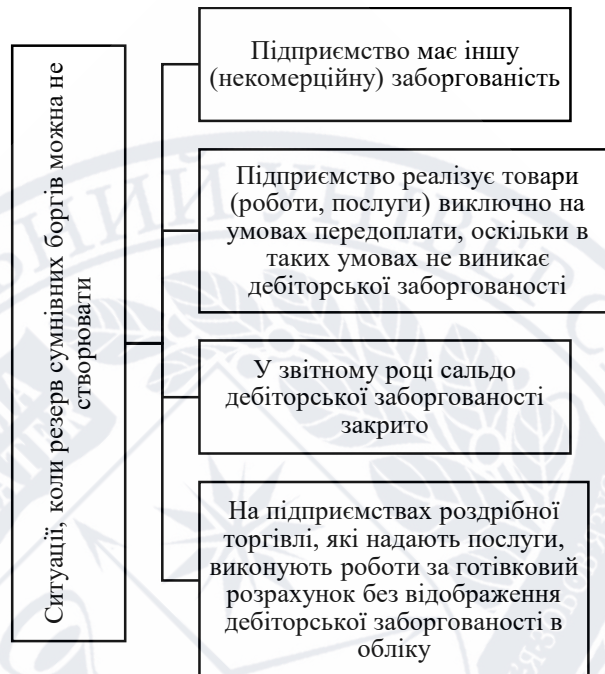 Ситуації, коли резерв сумнівних боргів можна не
створювати
Підприємство має іншу
(некомерційну) заборгованість
Підприємство реалізує товари
(роботи, послуги) виключно на
умовах передоплати, оскільки в
таких умовах не виникає
дебіторської заборгованості
У звітному році сальдо
дебіторської заборгованості
закрито
На підприємствах роздрібної
торгівлі, які надають послуги,
виконують роботи за готівковий
розрахунок без відображення
дебіторської заборгованості в
обліку